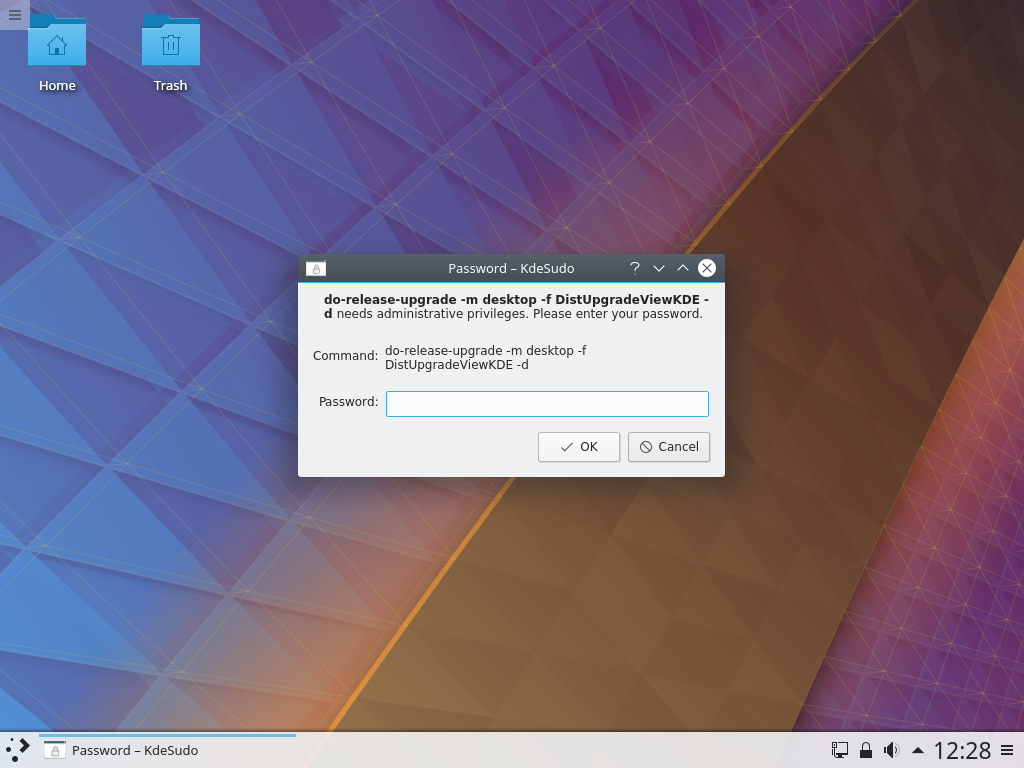 Home
Trash
Password – KdeSudo
do-release-upgrade -m desktop -f DistUpgradeViewKDE -
d needs administrative privileges. Please enter your password.
Command:
do-release-upgrade -m desktop -f
DistUpgradeViewKDE -d
Password:
OK
Cancel
Password – KdeSudo
12:28